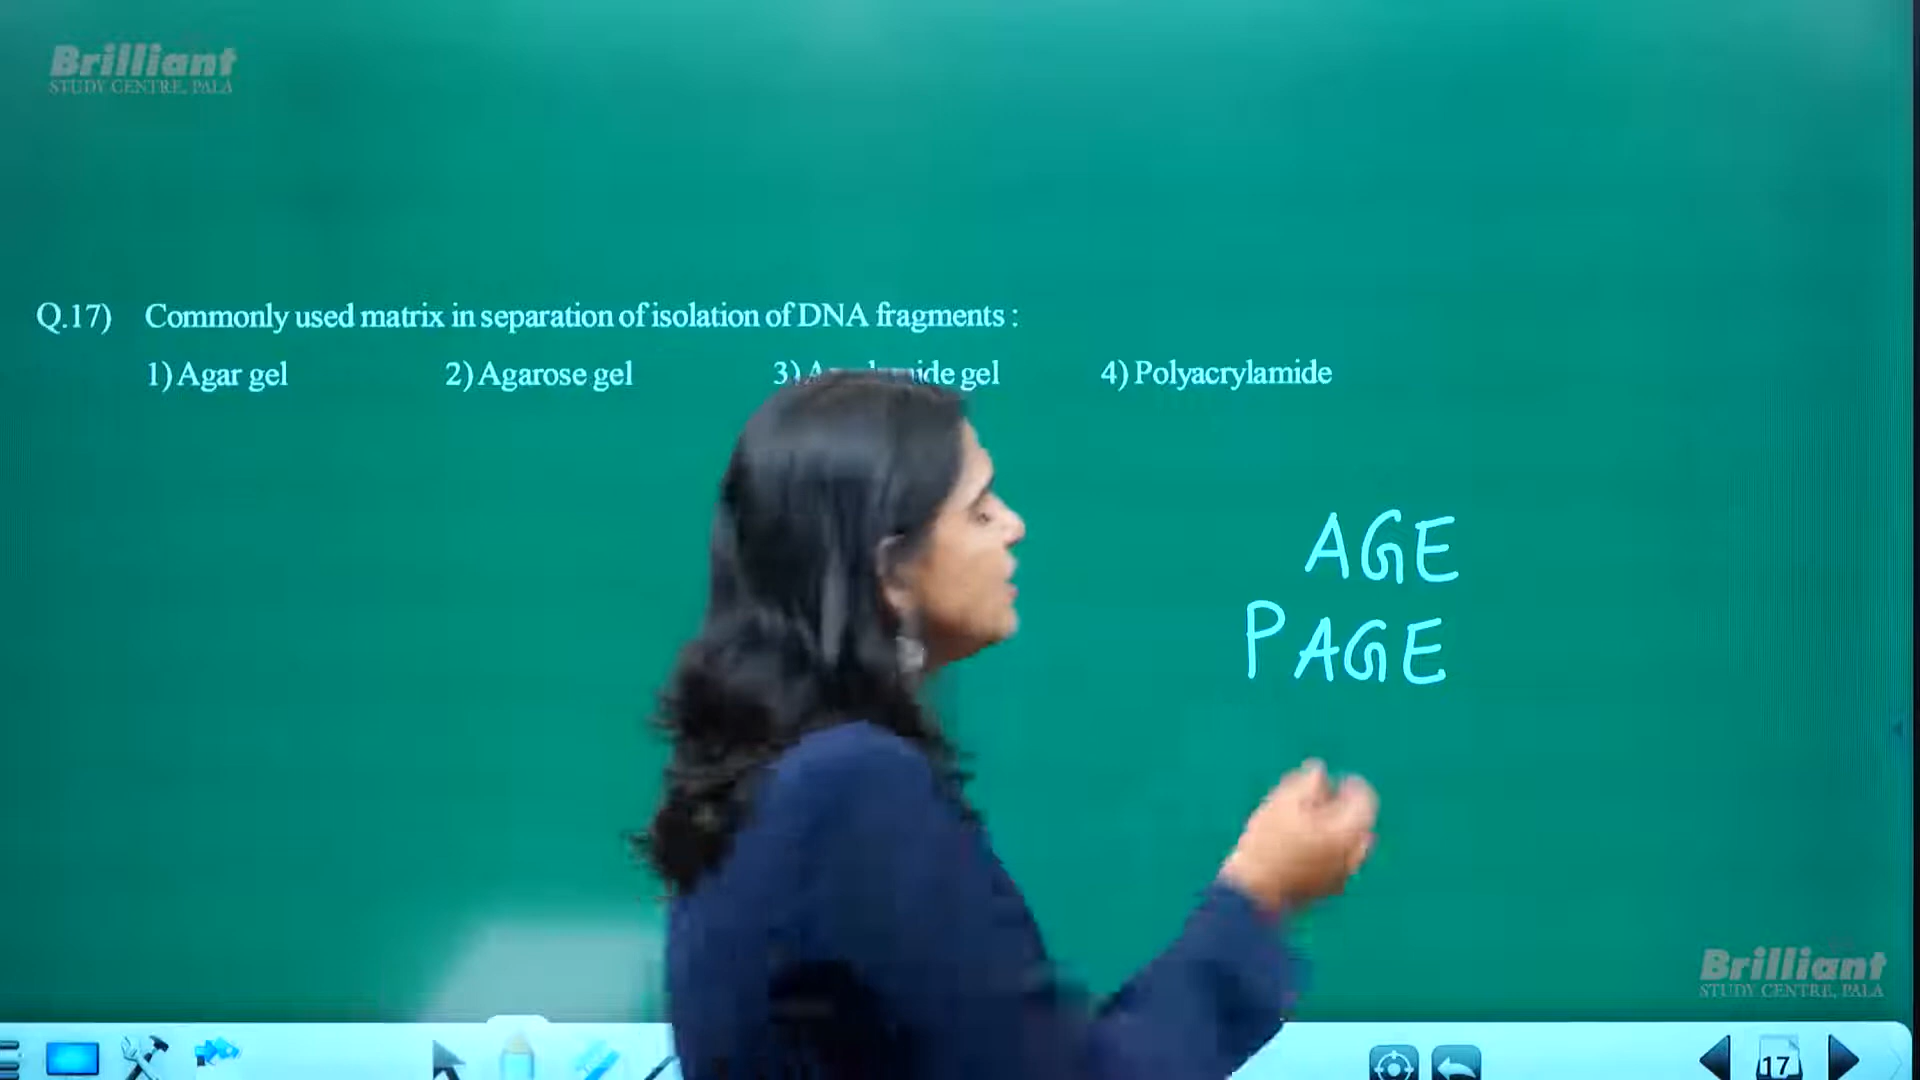 Brilliant
STUDY CENTRE, PALA
Q.17) Commonly used matrix in separation of isolation of DNA fragments :
1) Agar gel 2) Agarose gel 3) gel 4) Polyacrylamide
AGE
PAGE
Brilliant
STUDY CENTRE, PALA
17